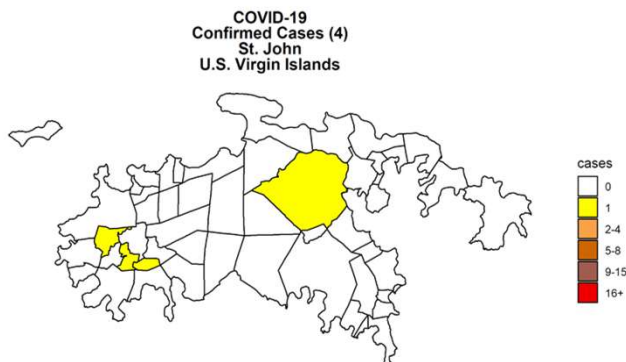 COVID-19
Confirmed Cases (4)
St. John
U.S. Virgin Islands
cases
0
1
2-4
5-8
9-15
16+